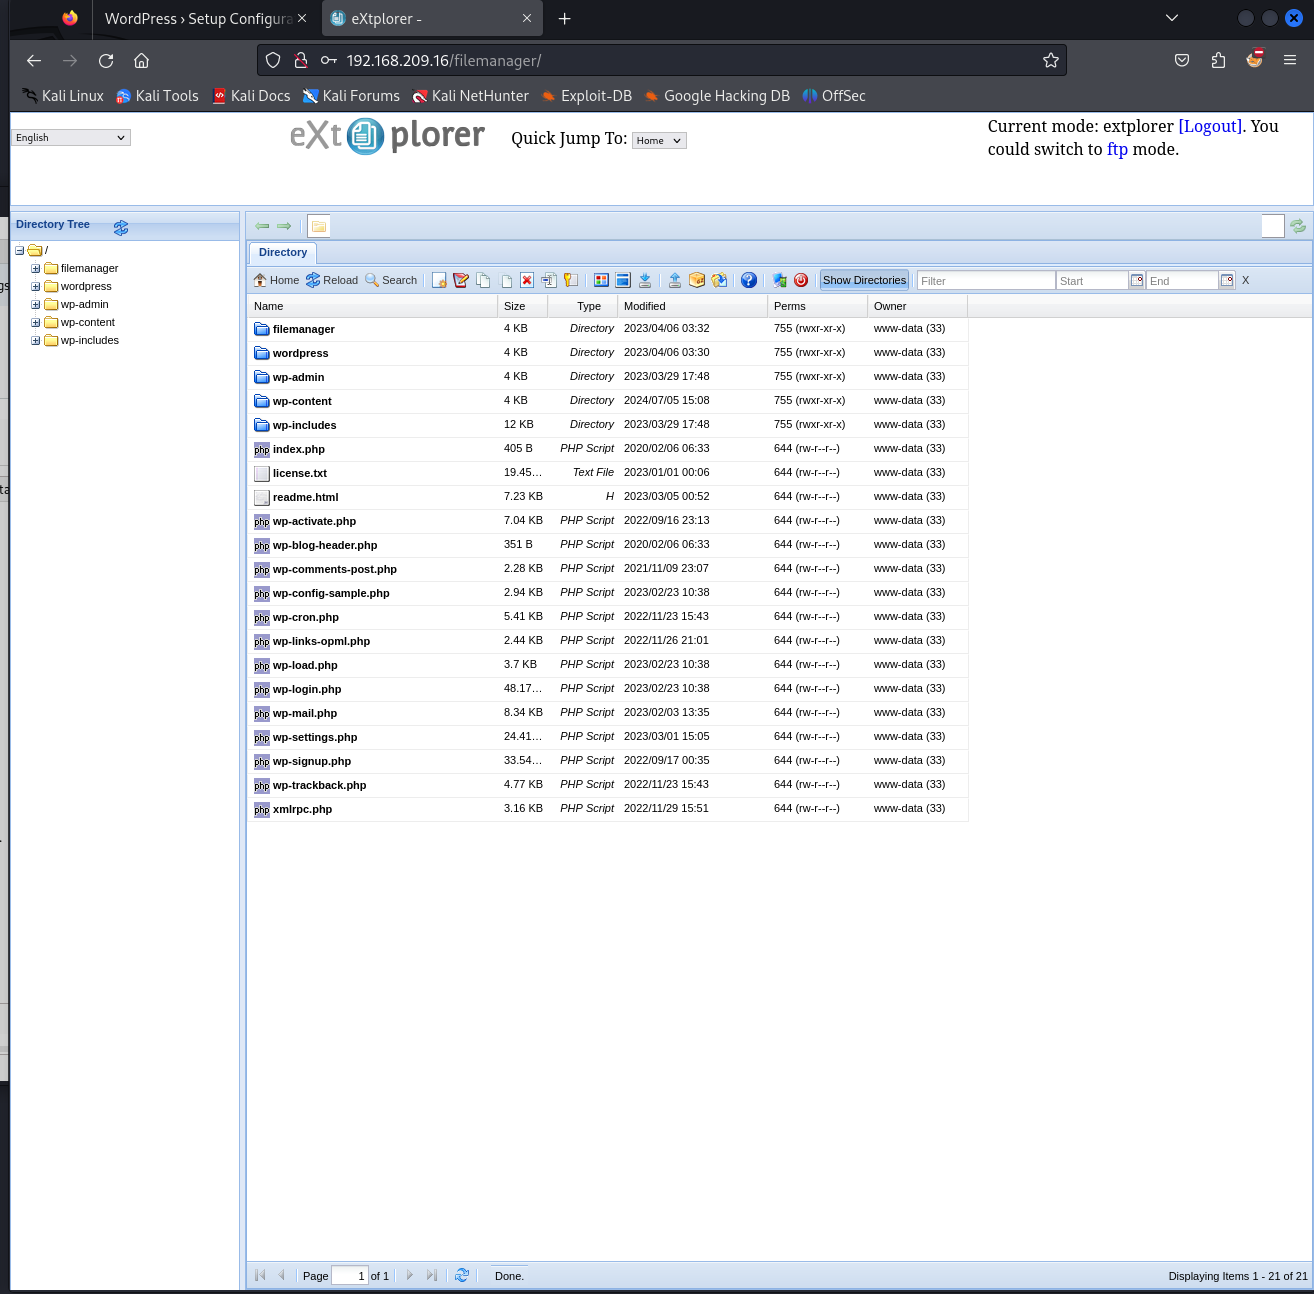 WordPress › Setup Configura
eXtplorer -
192.168.209.16/filemanager/
Kali Linux Kali Tools Kali Docs Kali Forums Kali NetHunter Exploit-DB Google Hacking DB OffSec
English
eXtplorer
Quick Jump To: Home
Current mode: extplorer [Logout]. You
could switch to ftp mode.
Directory Tree
/
filemanager
wordpress
wp-admin
wp-content
wp-includes
Directory
Home Reload Search Show Directories Filter Start End X
Name Size Type Modified Perms Owner
filemanager 4 KB Directory 2023/04/06 03:32 755 (rwxr-xr-x) www-data (33)
wordpress 4 KB Directory 2023/04/06 03:30 755 (rwxr-xr-x) www-data (33)
wp-admin 4 KB Directory 2023/03/29 17:48 755 (rwxr-xr-x) www-data (33)
wp-content 4 KB Directory 2024/07/05 15:08 755 (rwxr-xr-x) www-data (33)
wp-includes 12 KB Directory 2023/03/29 17:48 755 (rwxr-xr-x) www-data (33)
php index.php 405 B PHP Script 2020/02/06 06:33 644 (rw-r--r--) www-data (33)
license.txt 19.45... Text File 2023/01/01 00:06 644 (rw-r--r--) www-data (33)
readme.html 7.23 KB H 2023/03/05 00:52 644 (rw-r--r--) www-data (33)
php wp-activate.php 7.04 KB PHP Script 2022/09/16 23:13 644 (rw-r--r--) www-data (33)
php wp-blog-header.php 351 B PHP Script 2020/02/06 06:33 644 (rw-r--r--) www-data (33)
php wp-comments-post.php 2.28 KB PHP Script 2021/11/09 23:07 644 (rw-r--r--) www-data (33)
php wp-config-sample.php 2.94 KB PHP Script 2023/02/23 10:38 644 (rw-r--r--) www-data (33)
php wp-cron.php 5.41 KB PHP Script 2022/11/23 15:43 644 (rw-r--r--) www-data (33)
php wp-links-opml.php 2.44 KB PHP Script 2022/11/26 21:01 644 (rw-r--r--) www-data (33)
php wp-load.php 3.7 KB PHP Script 2023/02/23 10:38 644 (rw-r--r--) www-data (33)
php wp-login.php 48.17... PHP Script 2023/02/23 10:38 644 (rw-r--r--) www-data (33)
php wp-mail.php 8.34 KB PHP Script 2023/02/03 13:35 644 (rw-r--r--) www-data (33)
php wp-settings.php 24.41... PHP Script 2023/03/01 15:05 644 (rw-r--r--) www-data (33)
php wp-signup.php 33.54... PHP Script 2022/09/17 00:35 644 (rw-r--r--) www-data (33)
php wp-trackback.php 4.77 KB PHP Script 2022/11/23 15:43 644 (rw-r--r--) www-data (33)
php xmlrpc.php 3.16 KB PHP Script 2022/11/29 15:51 644 (rw-r--r--) www-data (33)
Page 1 of 1 Done. Displaying Items 1 - 21 of 21